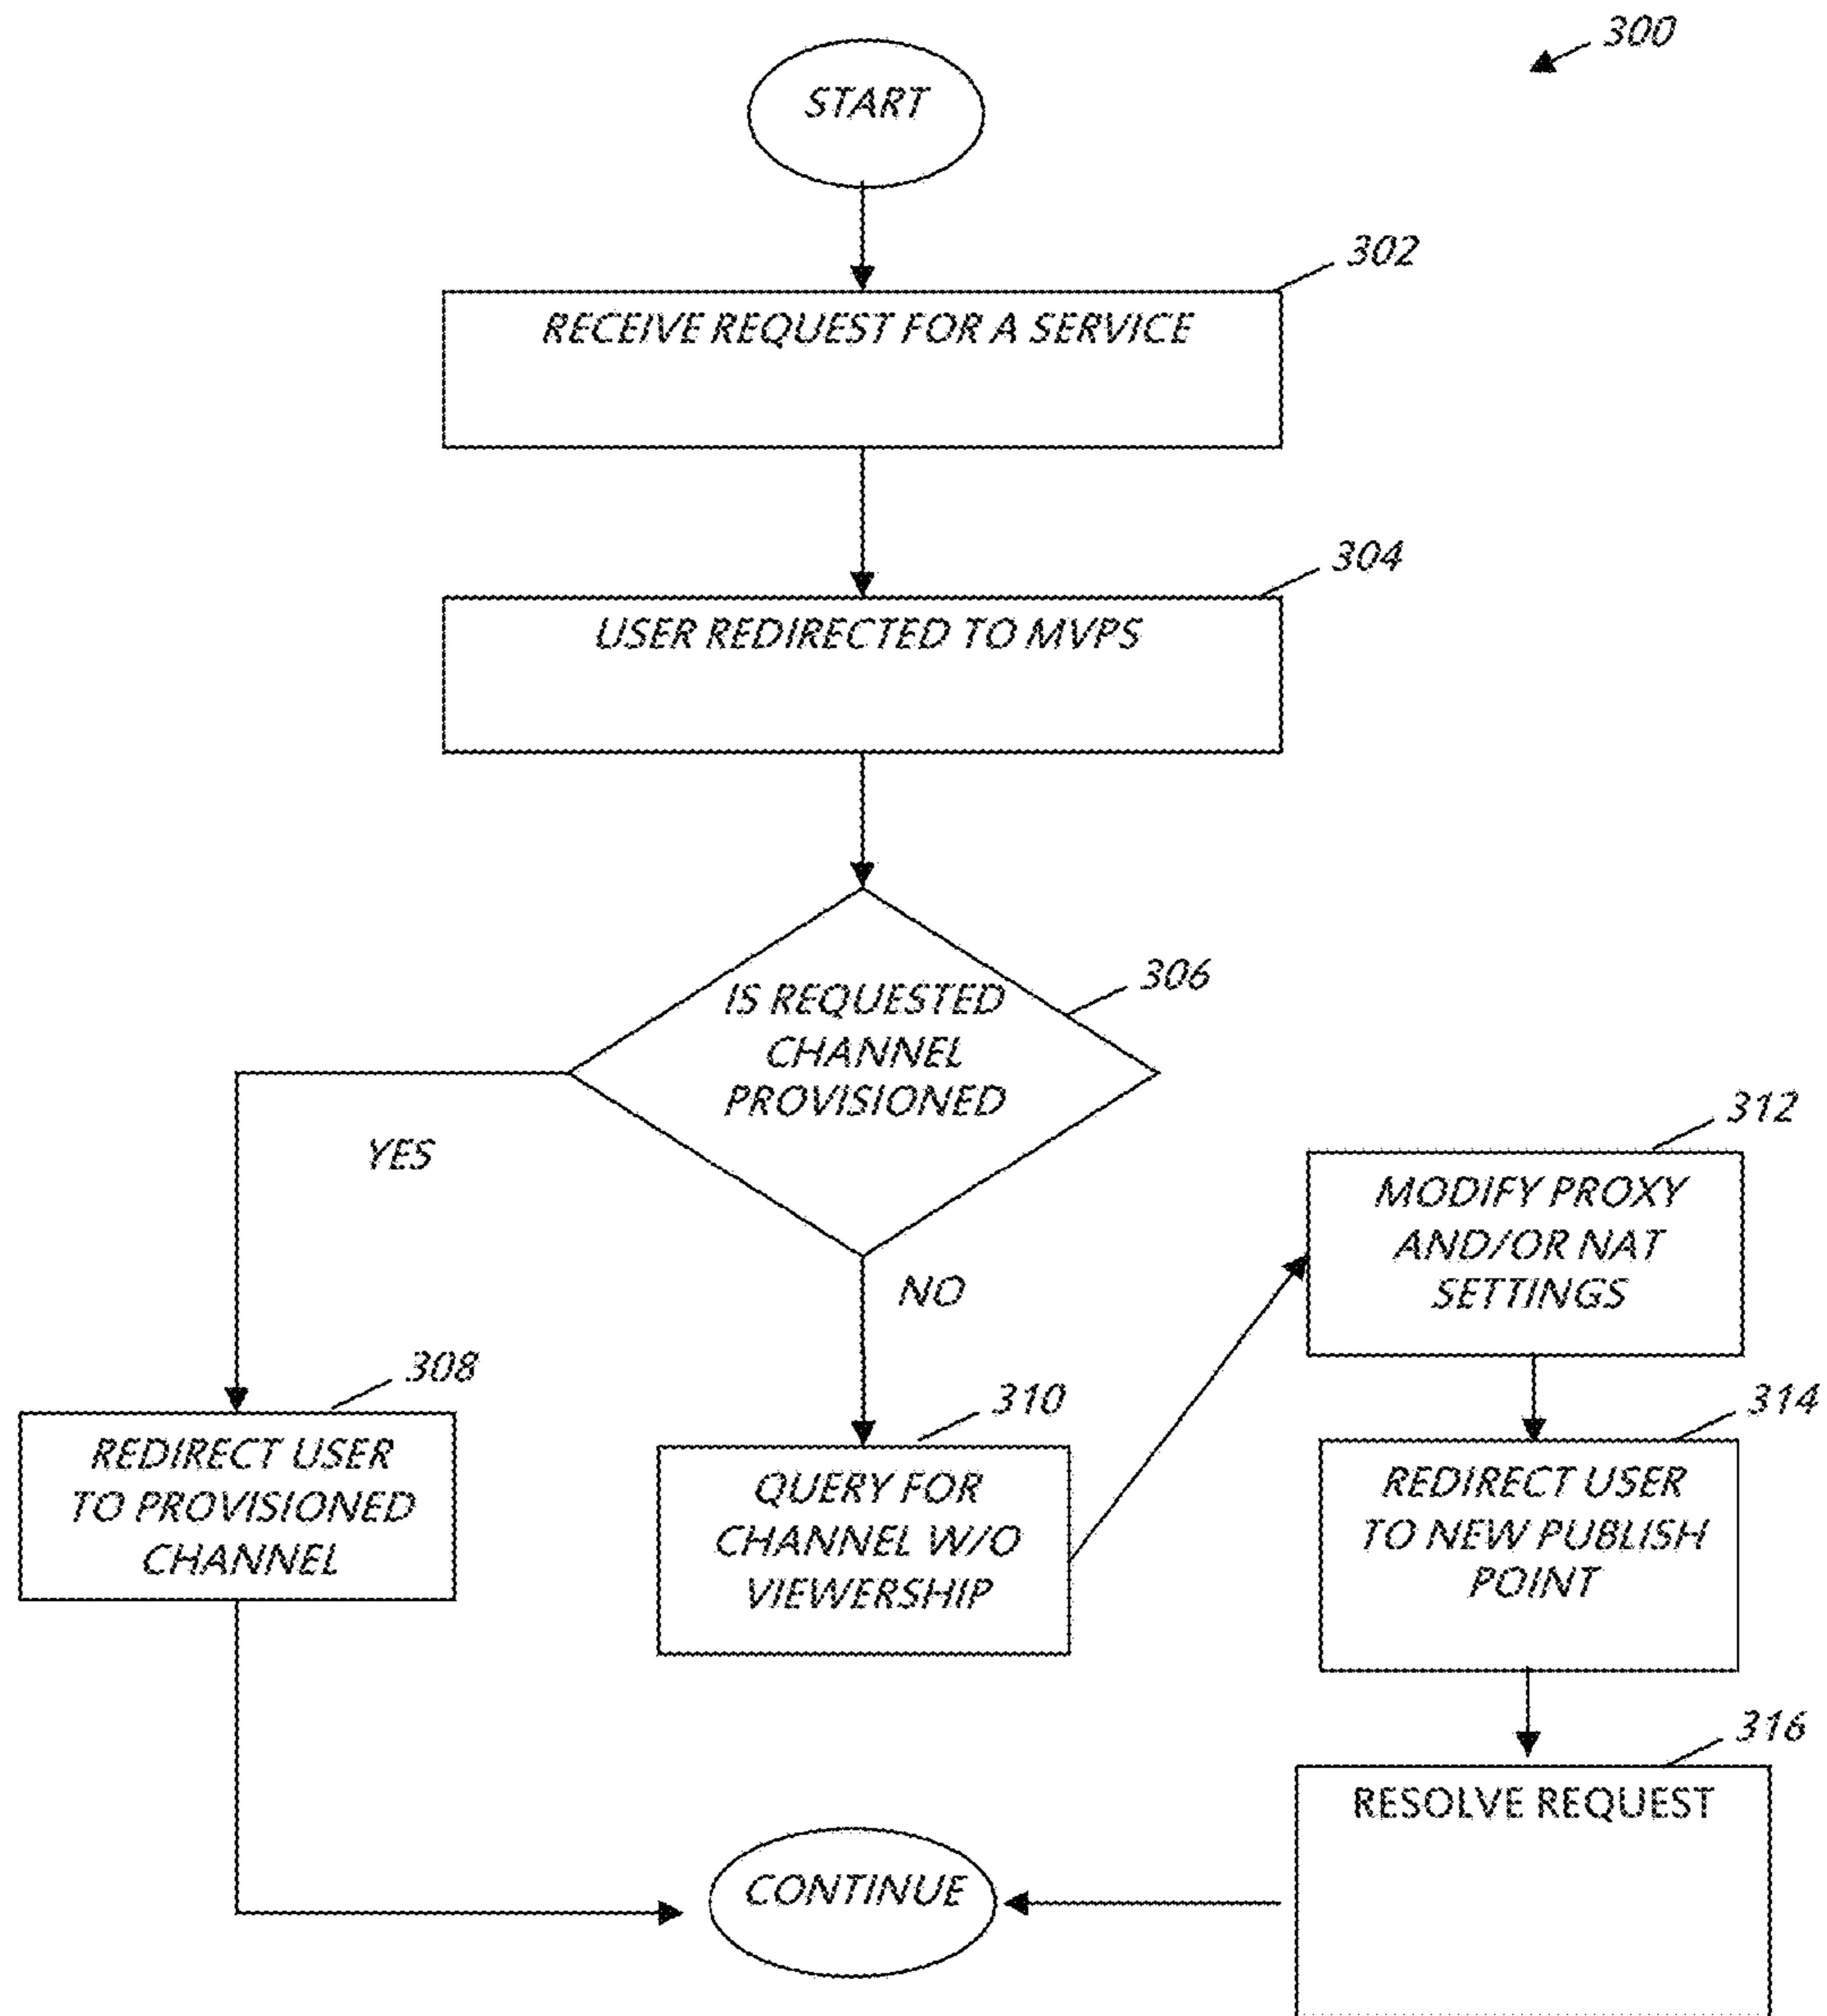 300
START
302
RECEIVE REQUEST FOR A SERVICE
304
USER REDIRECTED TO MVPS
306
IS REQUESTED
CHANNEL
PROVISIONED
YES
NO
308
REDIRECT USER
TO PROVISIONED
CHANNEL
310
QUERY FOR
CHANNEL W/O
VIEWERSHIP
312
MODIFY PROXY
AND/OR NAT
SETTINGS
314
REDIRECT USER
TO NEW PUBLISH
POINT
316
RESOLVE REQUEST
CONTINUE